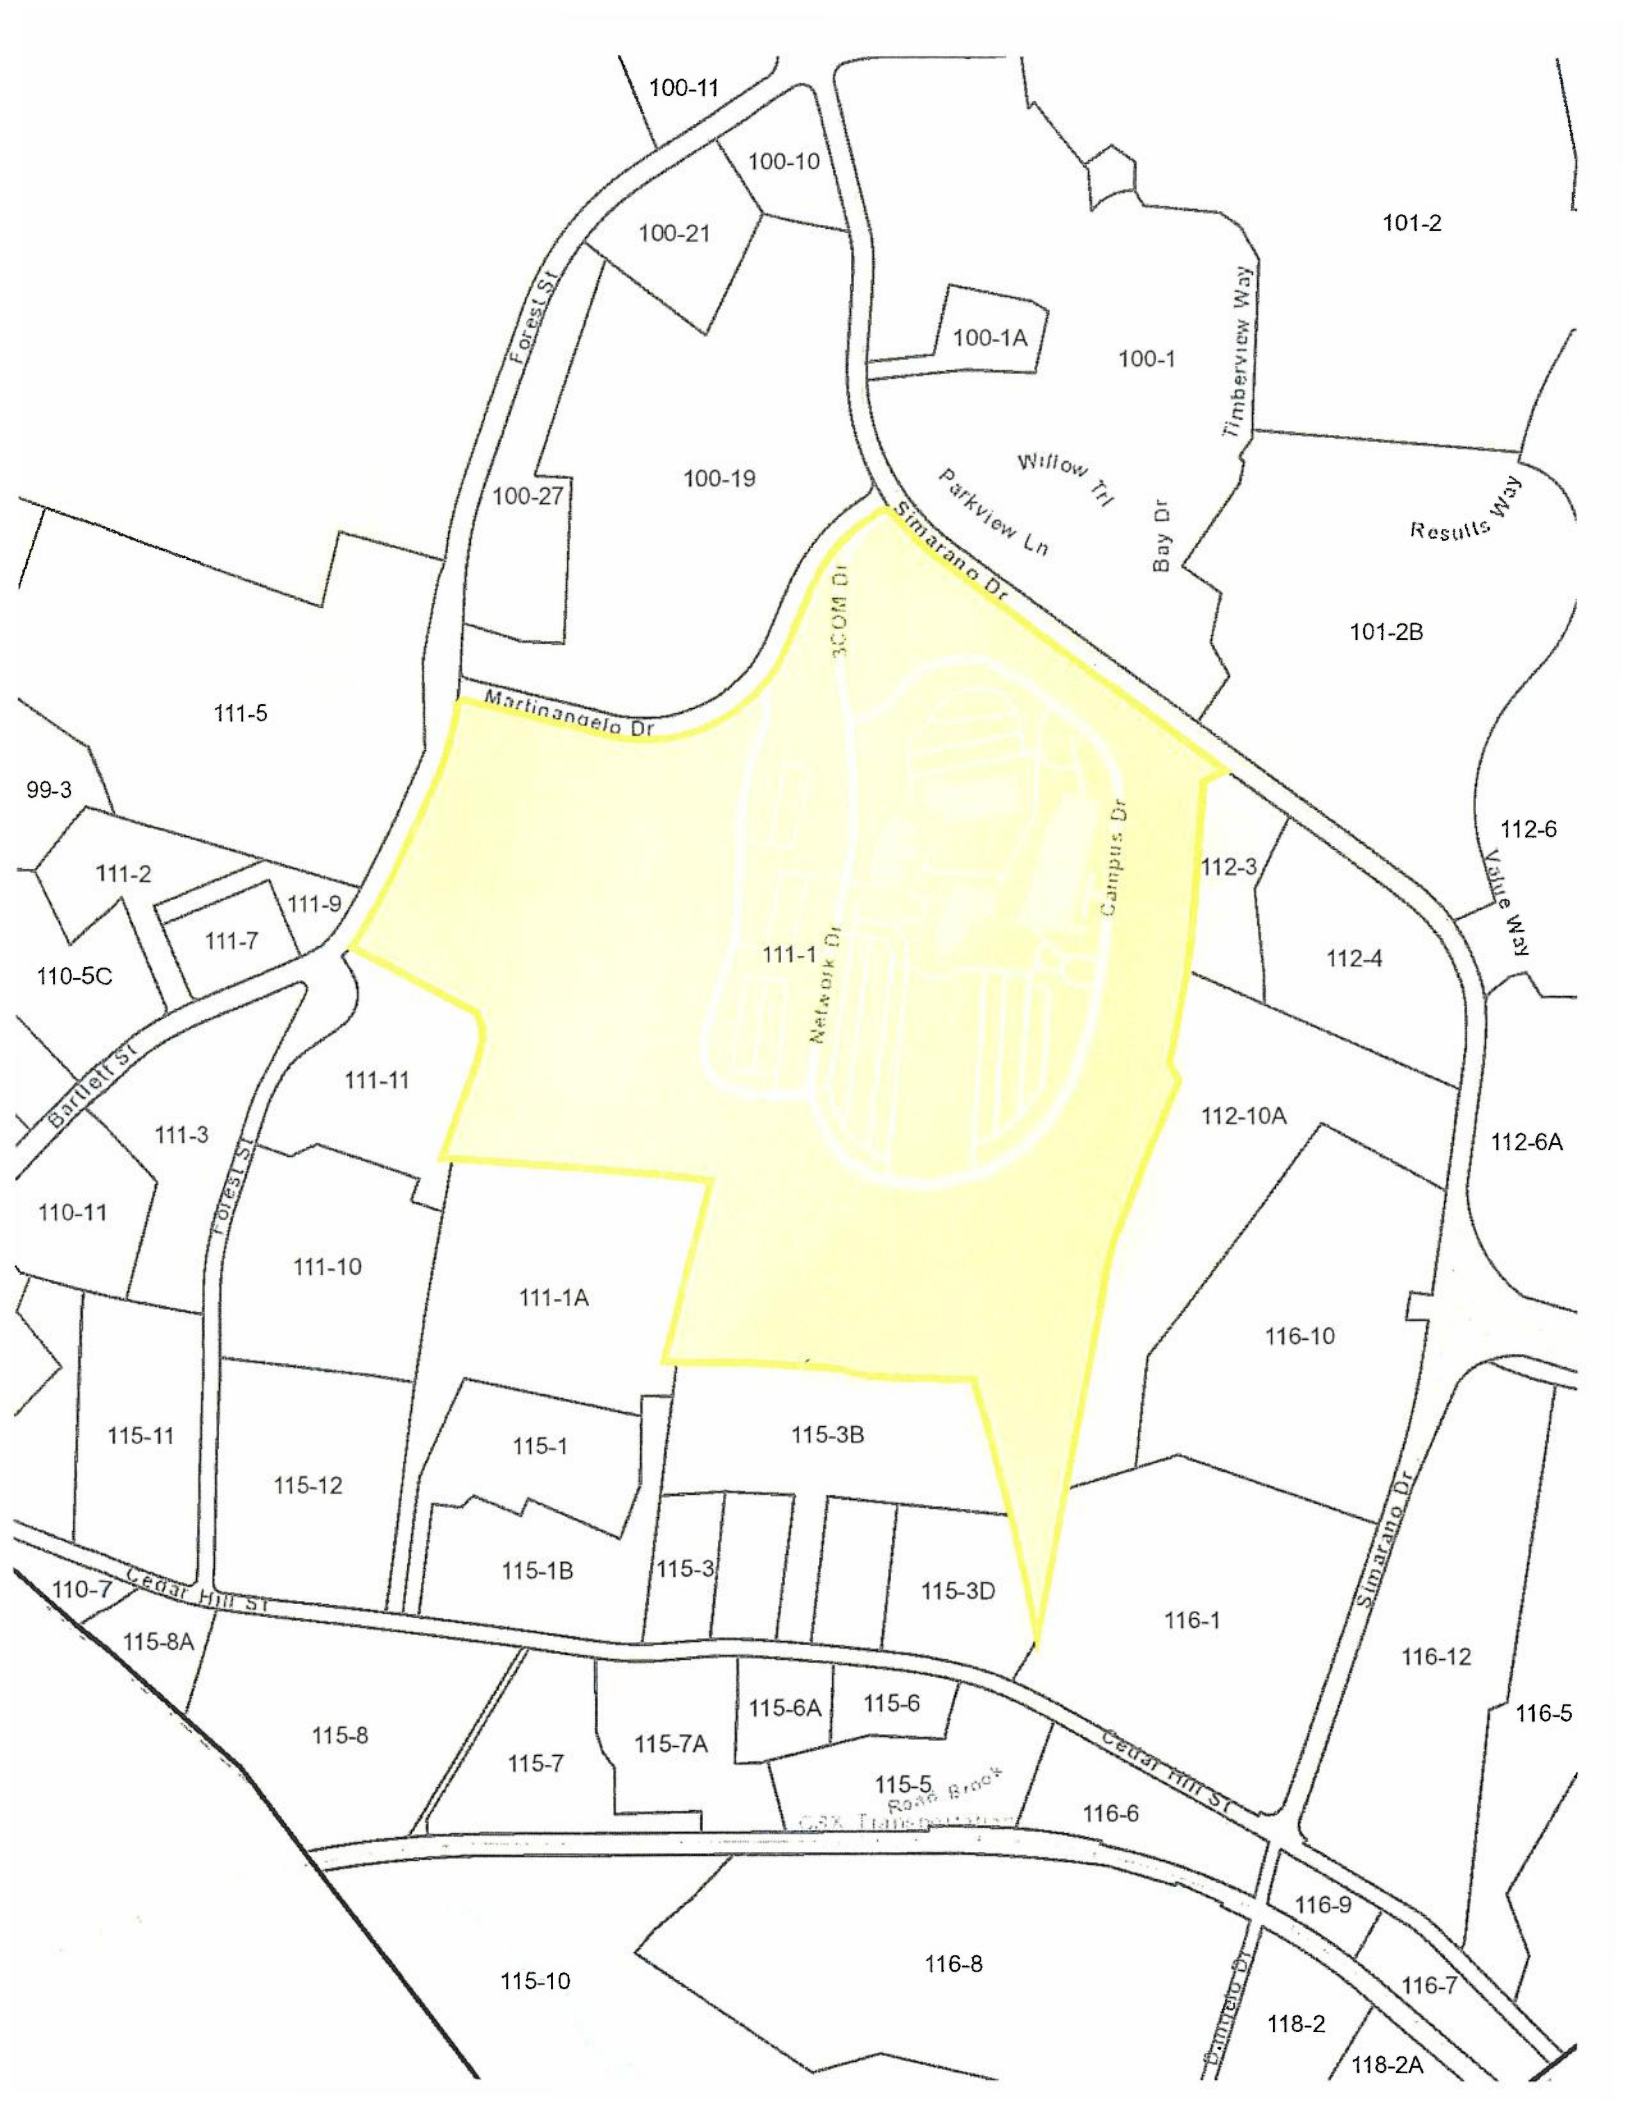 100-11
100-10
100-21
101-2
Forest St
100-1A
100-1
Timberview Way
100-19
100-27
Willow Trl
Parkview Ln
Bay Dr
Results Way
Simarano Dr
3COM Dr
101-2B
111-5
Martinangelo Dr
99-3
111-2
111-9
111-7
110-5C
112-6
Value Way
112-3
Campus Dr
111-1
Network Dr
112-4
Bartlett St
111-11
111-3
112-10A
112-6A
Forest St
110-11
111-10
111-1A
116-10
115-11
115-1
115-3B
115-12
Simarano Dr
115-1B
115-3
115-3D
110-7
Cedar Hill St
115-8A
116-1
116-12
115-8
115-7
115-7A
115-6A
115-6
116-5
Cedar Hill St
115-5
Road Brook
CSX Transportation
116-6
116-9
115-10
116-8
116-7
D'Angelo Dr
118-2
118-2A